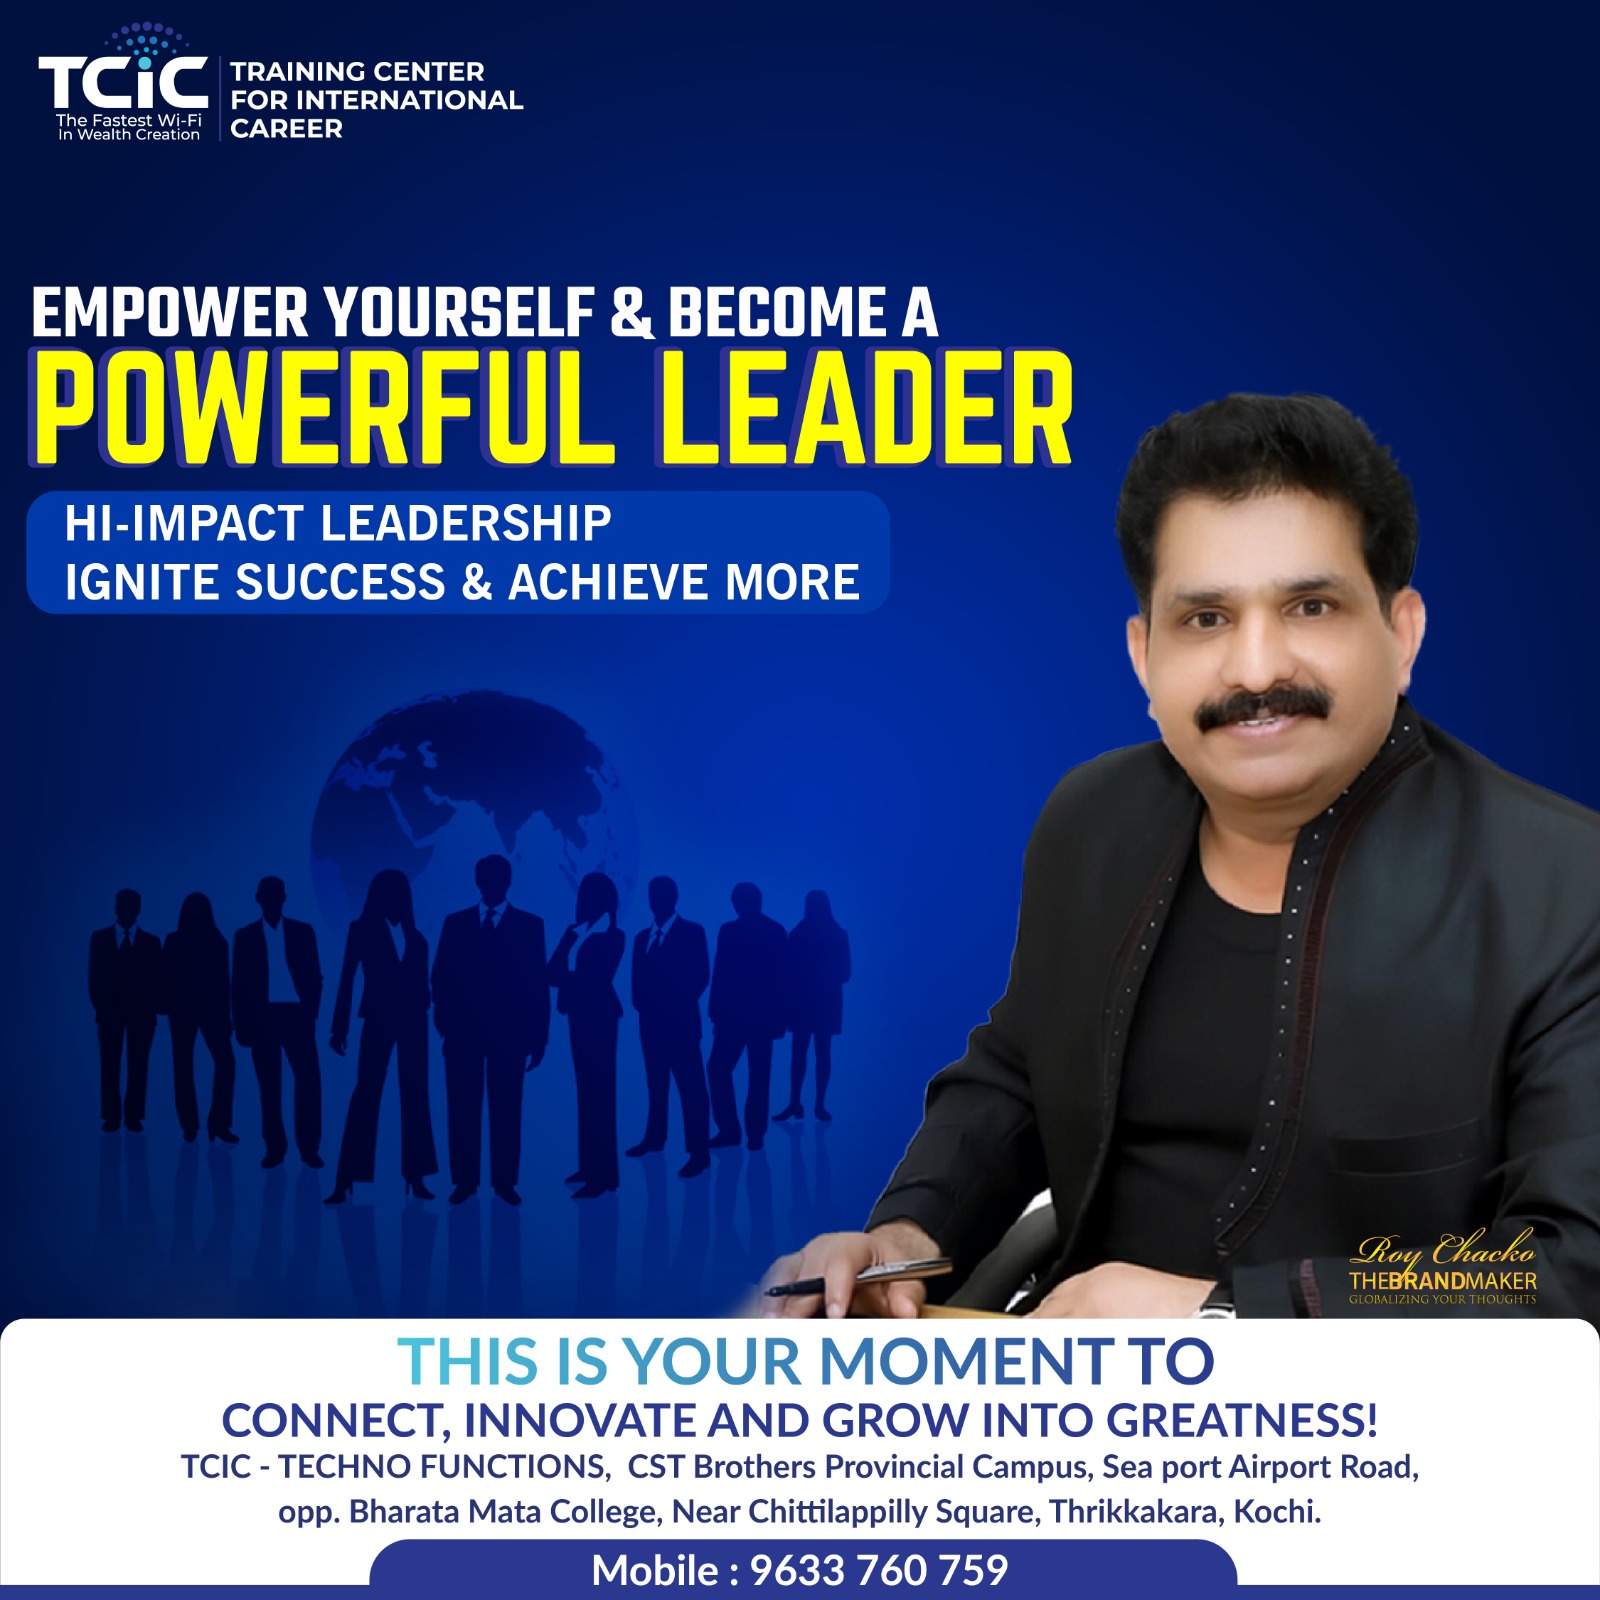 TCiC
The Fastest Wi-Fi
In Wealth Creation
TRAINING CENTER
FOR INTERNATIONAL
CAREER
EMPOWER YOURSELF & BECOME A
POWERFUL LEADER
HI-IMPACT LEADERSHIP
IGNITE SUCCESS & ACHIEVE MORE
Roy Chacko
THEBRANDMAKER
GLOBALIZING YOUR THOUGHTS
THIS IS YOUR MOMENT TO
CONNECT, INNOVATE AND GROW INTO GREATNESS!
TCIC - TECHNO FUNCTIONS, CST Brothers Provincial Campus, Sea port Airport Road,
opp. Bharata Mata College, Near Chittilappilly Square, Thrikkakara, Kochi.
Mobile : 9633 760 759